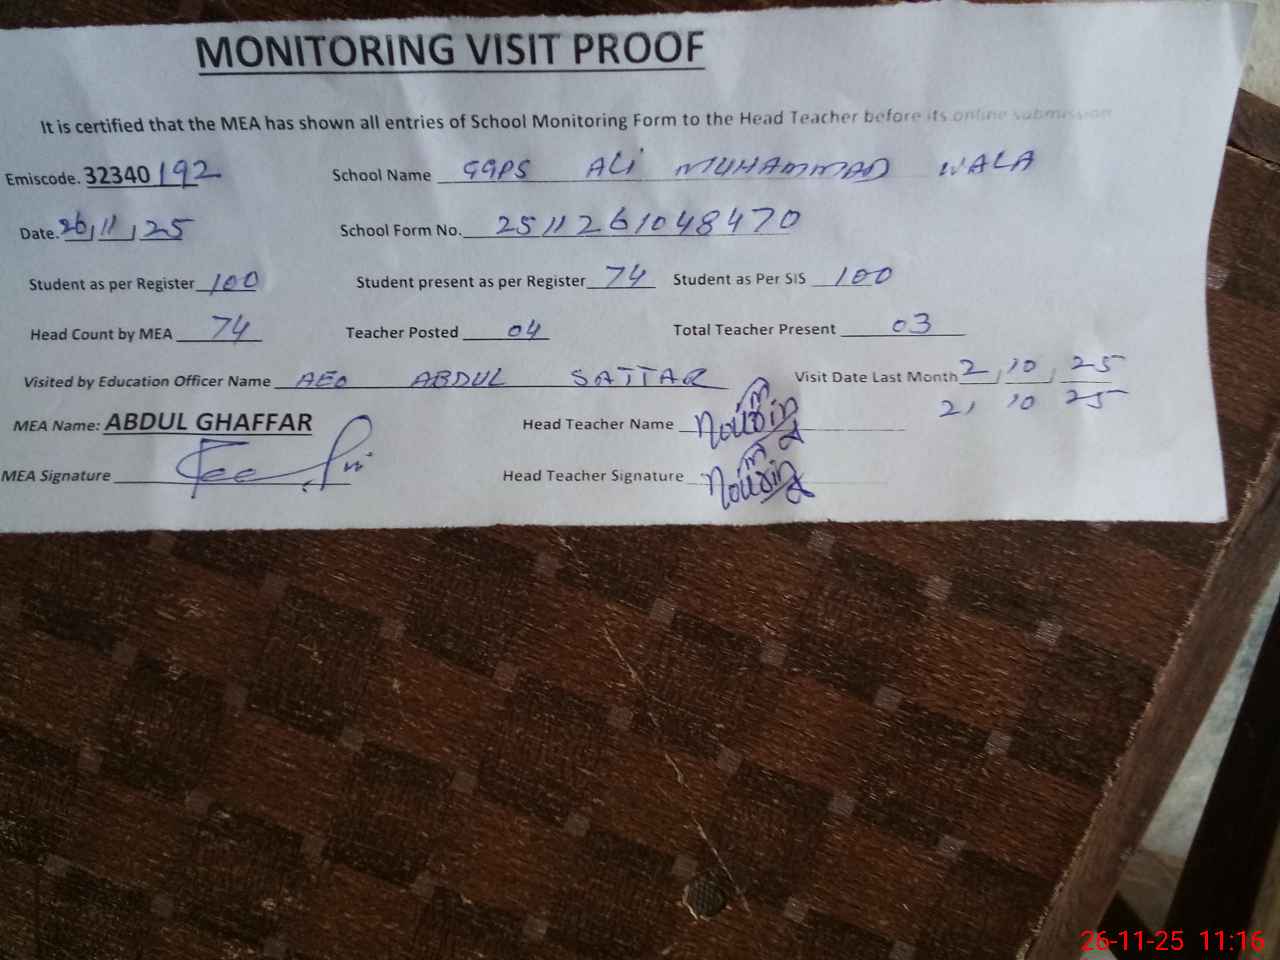 MONITORING VISIT PROOF
It is certified that the MEA has shown all entries of School Monitoring Form to the Head Teacher before its online submission
Emiscode. 32340192 School Name GGPS ALI MUHAMMAD WALA
Date. 26/11/25 School Form No. 2511261048470
Student as per Register 100 Student present as per Register 74 Student as Per SIS 100
Head Count by MEA 74 Teacher Posted 04 Total Teacher Present 03
Visited by Education Officer Name AEO ABDUL SATTAR Visit Date Last Month 2, 10, 25
21 10 25
MEA Name: ABDUL GHAFFAR Head Teacher Name
MEA Signature Head Teacher Signature
26-11-25 11:16